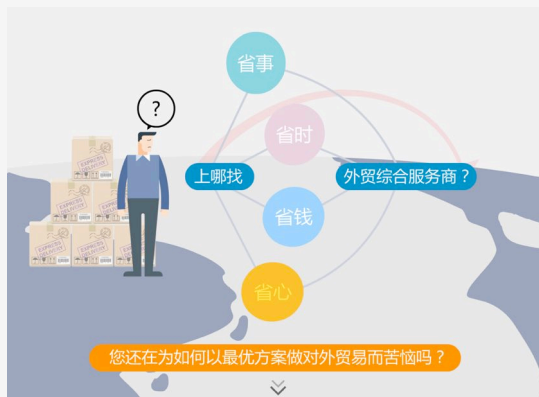 省事
?
省时
上哪找
外贸综合服务商？
省钱
省心
您还在为如何以最优方案做对外贸易而苦恼吗？